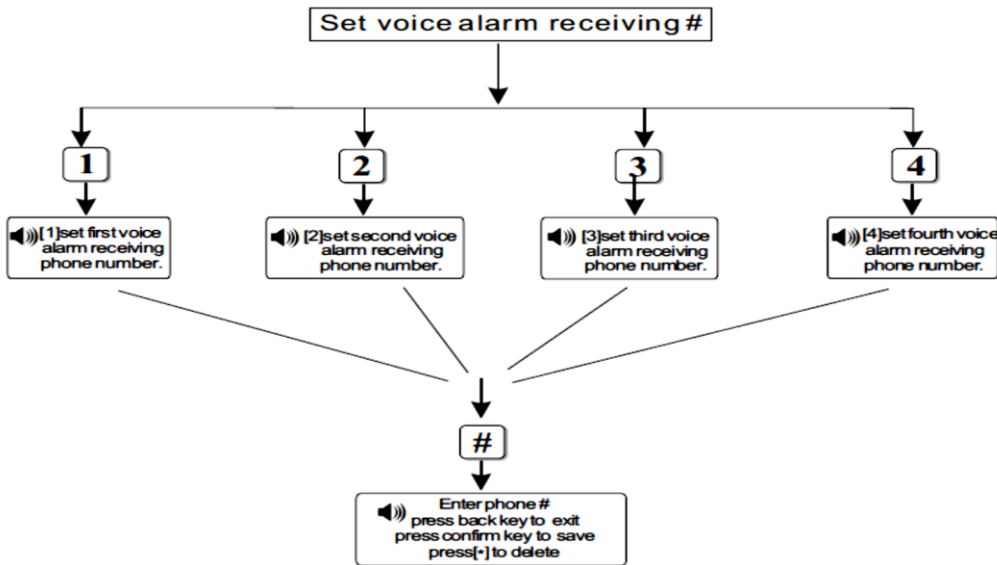 Set voice alarm receiving #
1
2
3
4
[1]set first voice
alarm receiving
phone number.
[2]set second voice
alarm receiving
phone number.
[3]set third voice
alarm receiving
phone number.
[4]set fourth voice
alarm receiving
phone number.
#
Enter phone #
press back key to exit
press confirm key to save
press[*] to delete